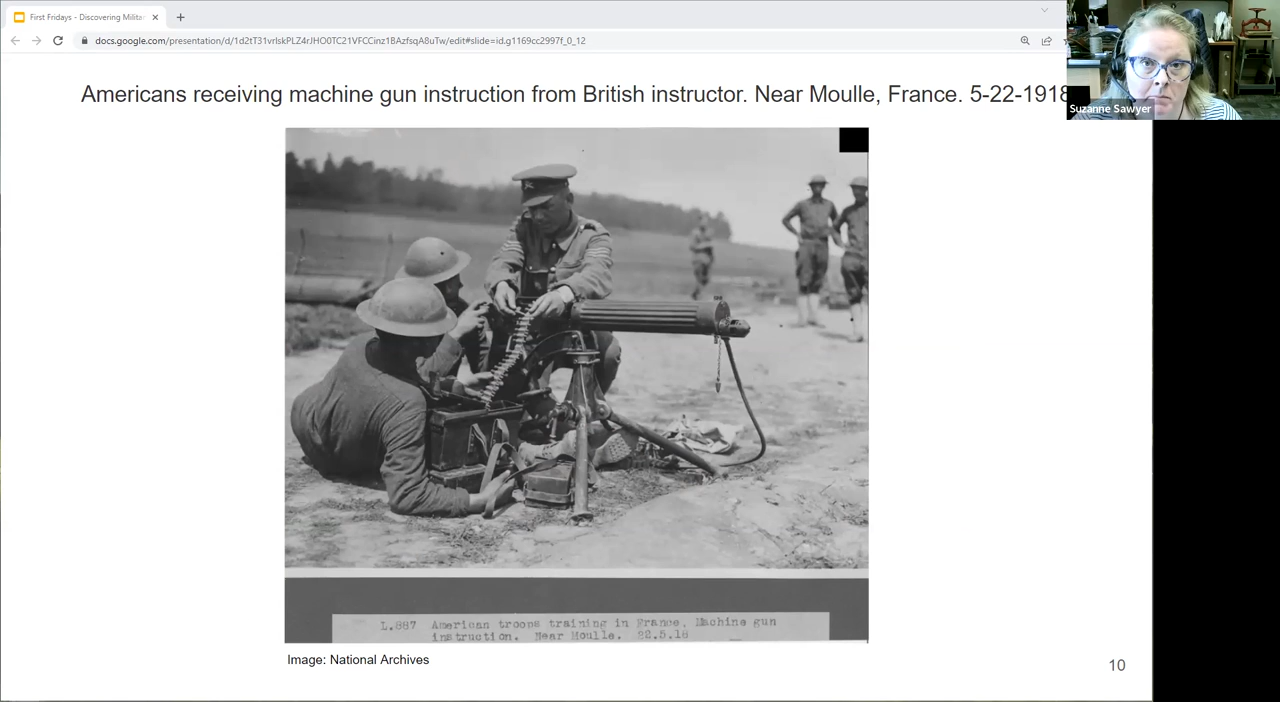 First Fridays - Discovering Milita
docs.google.com/presentation/d/1d2tT31vrlskPLZ4rJHO0TC21VFCCinz1BAzfsqA8uTw/edit#slide=id.g1169cc2997f_0_12
Americans receiving machine gun instruction from British instructor. Near Moulle, France. 5-22-1918
Suzanne Sawyer
L.887 American troops training in France. Machine gun
instruction. Near Moulle. 22.5.18
Image: National Archives
10